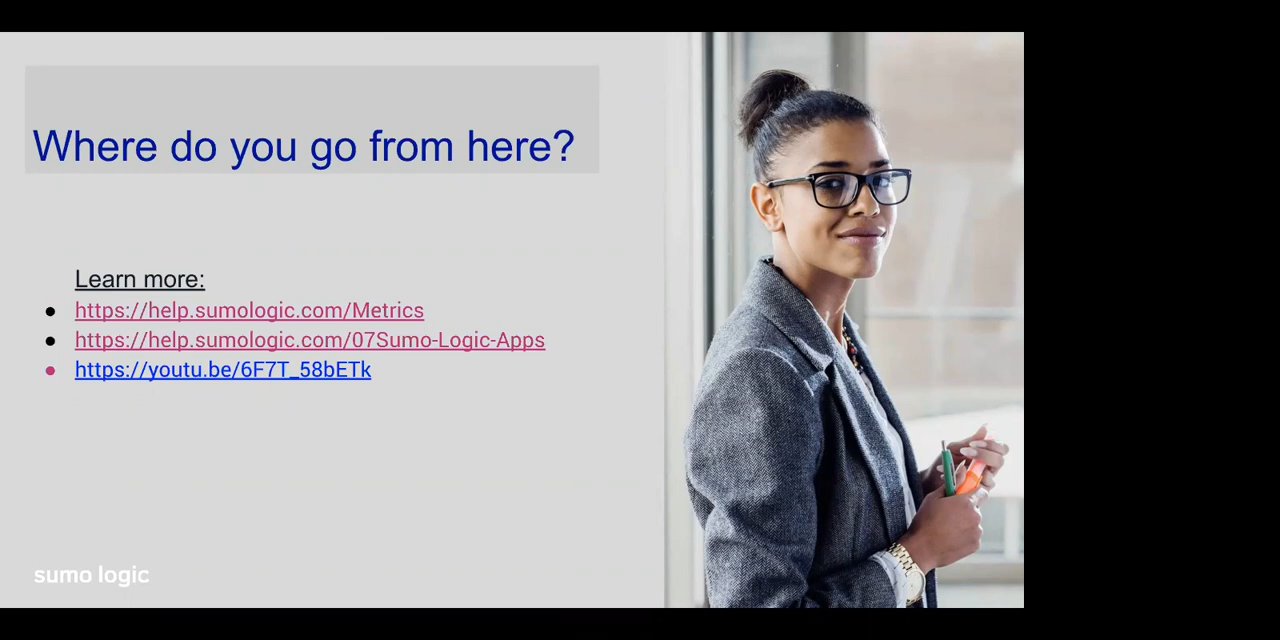 Where do you go from here?
Learn more:
https://help.sumologic.com/Metrics
https://help.sumologic.com/07Sumo-Logic-Apps
https://youtu.be/6F7T_58bETk
sumo logic